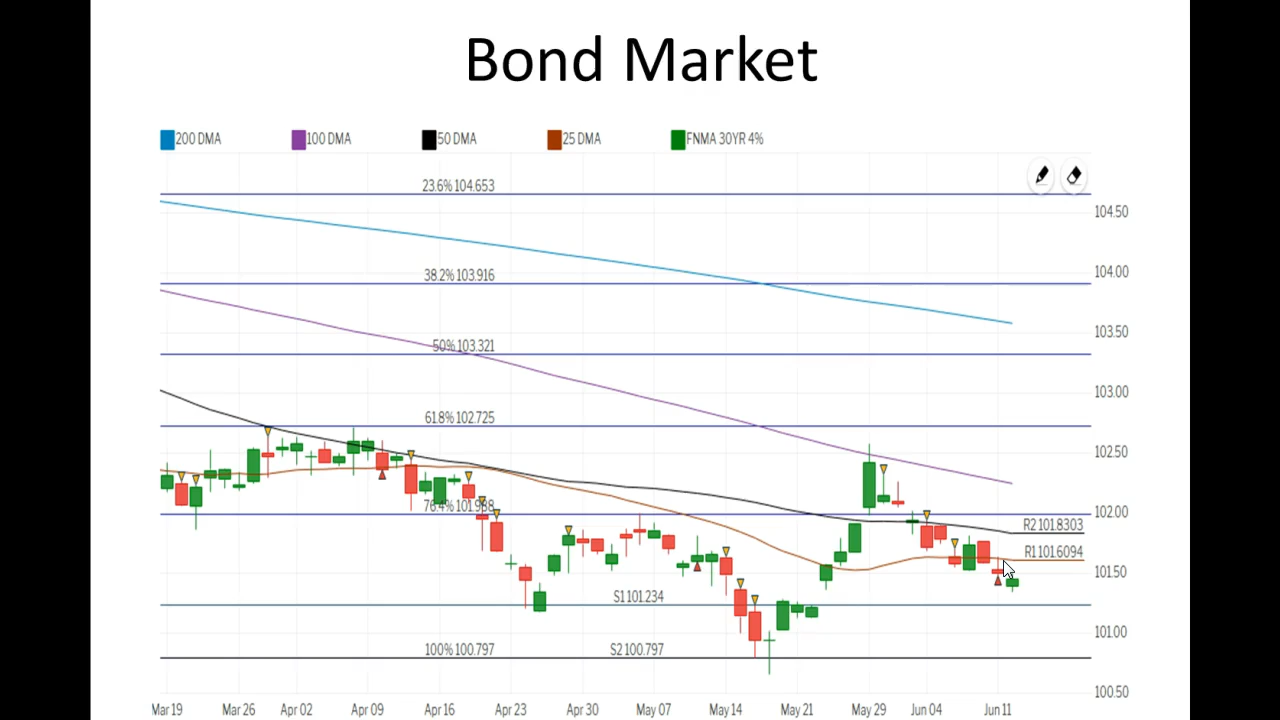 Bond Market
200 DMA 100 DMA 50 DMA 25 DMA FNMA 30YR 4%
23.6% 104.653
104.50
38.2% 103.916
104.00
103.50
50% 103.321
103.00
61.8% 102.725
102.50
76.4% 101.988
102.00
R2 101.8303
R1 101.6094
101.50
S1 101.234
101.00
100% 100.797 S2 100.797
100.50
Mar 19 Mar 26 Apr 02 Apr 09 Apr 16 Apr 23 Apr 30 May 07 May 14 May 21 May 29 Jun 04 Jun 11